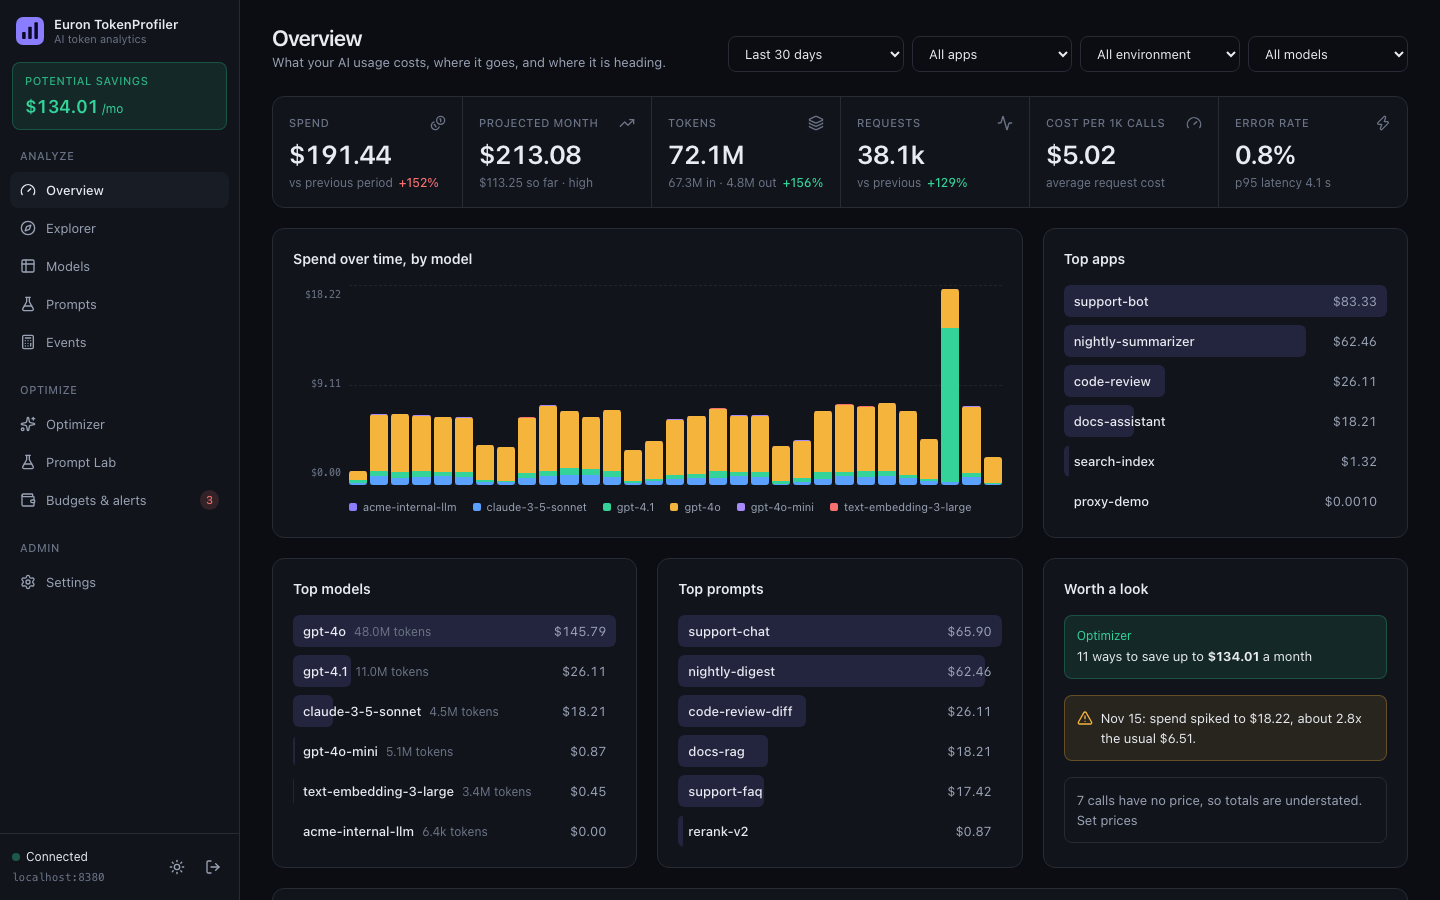 Euron TokenProfiler
AI token analytics
POTENTIAL SAVINGS
$134.01 /mo
ANALYZE
Overview
Explorer
Models
Prompts
Events
OPTIMIZE
Optimizer
Prompt Lab
Budgets & alerts 3
ADMIN
Settings
Connected
localhost:8380
Overview
What your AI usage costs, where it goes, and where it is heading.
Last 30 days
All apps
All environment
All models
SPEND
$191.44
vs previous period +152%
PROJECTED MONTH
$213.08
$113.25 so far · high
TOKENS
72.1M
67.3M in · 4.8M out +156%
REQUESTS
38.1k
vs previous +129%
COST PER 1K CALLS
$5.02
average request cost
ERROR RATE
0.8%
p95 latency 4.1 s
Spend over time, by model
$18.22
$9.11
$0.00
acme-internal-llm
claude-3-5-sonnet
gpt-4.1
gpt-4o
gpt-4o-mini
text-embedding-3-large
Top apps
support-bot $83.33
nightly-summarizer $62.46
code-review $26.11
docs-assistant $18.21
search-index $1.32
proxy-demo $0.0010
Top models
gpt-4o 48.0M tokens $145.79
gpt-4.1 11.0M tokens $26.11
claude-3-5-sonnet 4.5M tokens $18.21
gpt-4o-mini 5.1M tokens $0.87
text-embedding-3-large 3.4M tokens $0.45
acme-internal-llm 6.4k tokens $0.00
Top prompts
support-chat $65.90
nightly-digest $62.46
code-review-diff $26.11
docs-rag $18.21
support-faq $17.42
rerank-v2 $0.87
Worth a look
Optimizer
11 ways to save up to $134.01 a month
Nov 15: spend spiked to $18.22, about 2.8x
the usual $6.51.
7 calls have no price, so totals are understated.
Set prices